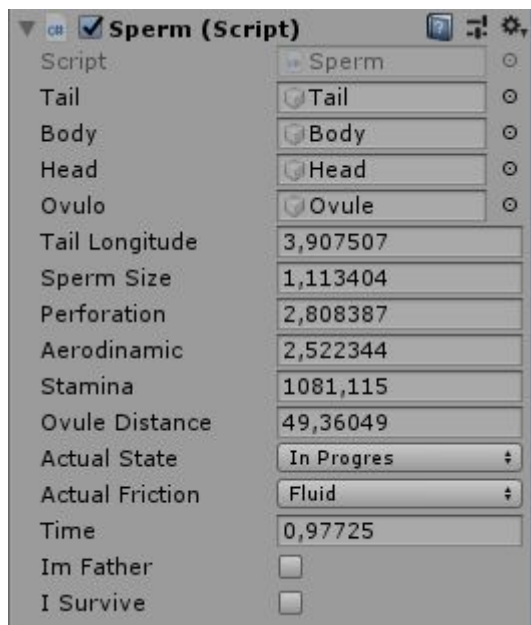 Sperm (Script)
Script Sperm
Tail Tail
Body Body
Head Head
Ovulo Ovule
Tail Longitude 3,907507
Sperm Size 1,113404
Perforation 2,808387
Aerodinamic 2,522344
Stamina 1081,115
Ovule Distance 49,36049
Actual State In Progres
Actual Friction Fluid
Time 0,97725
Im Father
I Survive